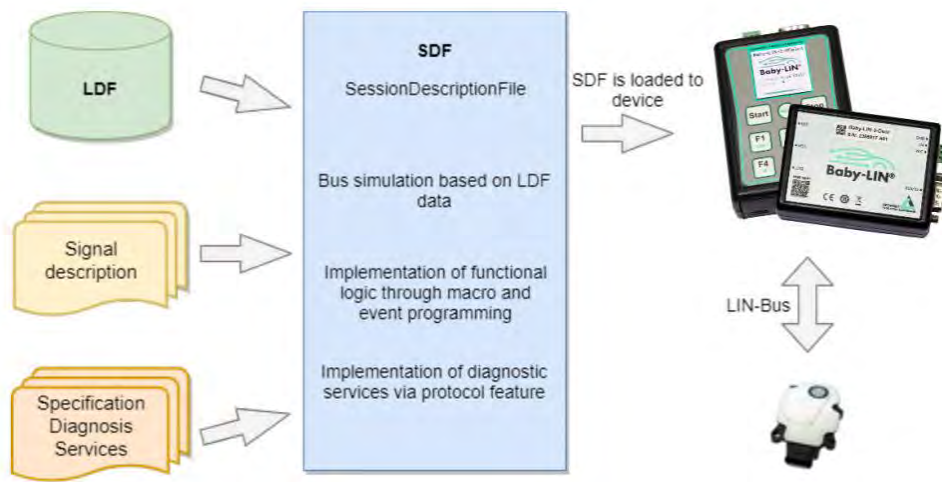 LDF
SDF
SessionDescriptionFile
Bus simulation based on LDF
data
Implementation of functional
logic through macro and
event programming
Implementation of diagnostic
services via protocol feature
Signal
description
Specification
Diagnosis
Services
SDF is loaded to
device
Baby-LIN®
Start
F1
F4
Baby-LIN®
LIN-Bus